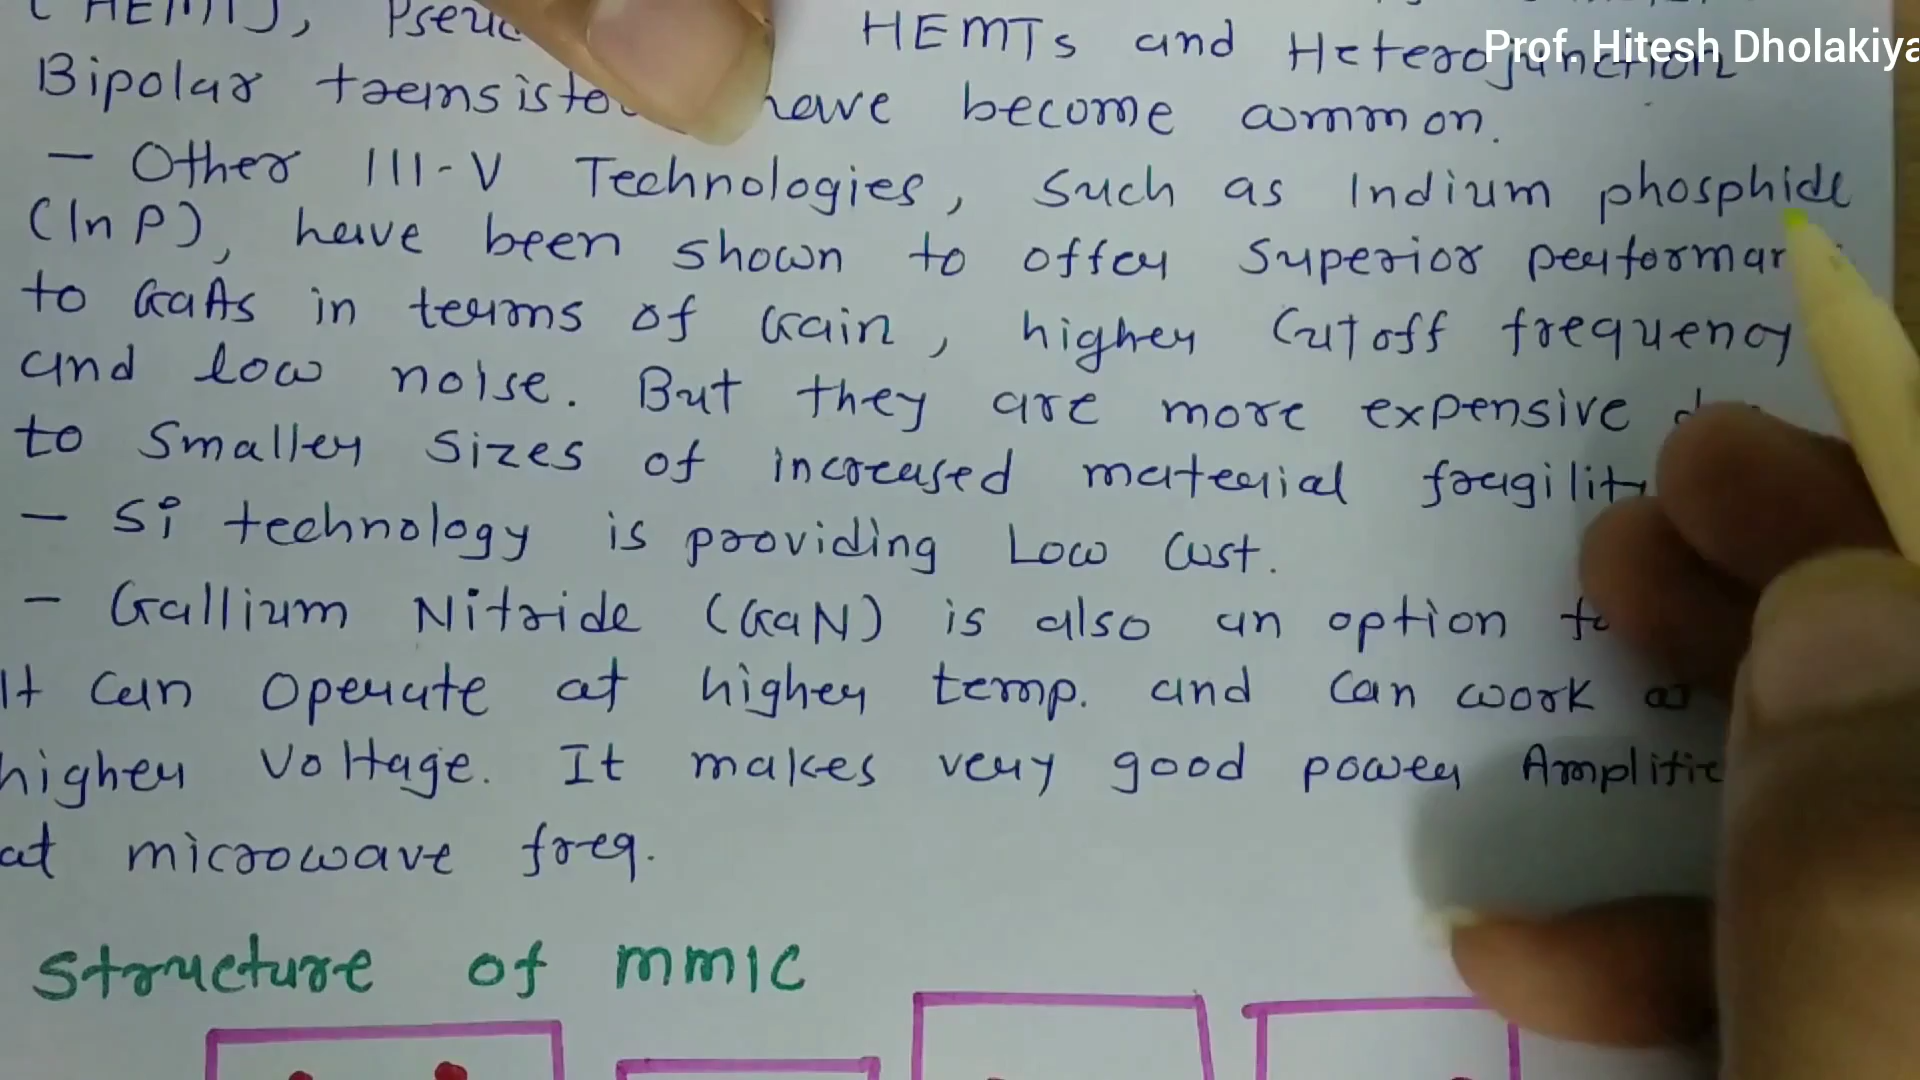 (HEMT), HEMTs and Heterojunction
Prof. Hitesh Dholakiya
Bipolar have become common.
– Other III-V Technologies, Such as Indium phosphide
(InP), have been shown to offer Superior
to GaAs in terms of Gain, higher Cutoff frequency
and low noise. But they are more expensive
to Smaller Sizes of increased material fragility
– Si technology is providing Low Cost.
– Gallium Nitride (GaN) is also an option
It can Operate at higher temp. and can work
higher Voltage. It makes very good power
at microwave freq.
Structure of MMIC